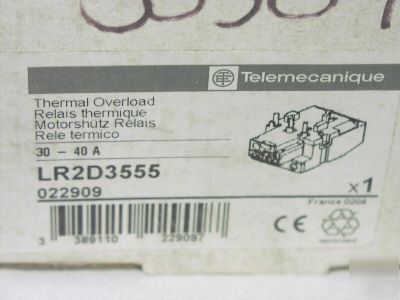 Telemecanique
Thermal Overload
Relais thermique
Motorshütz Relais
Rele termico
30 - 40 A
LR2D3555
022909
x1
France 0204
CE
3 389110 229097